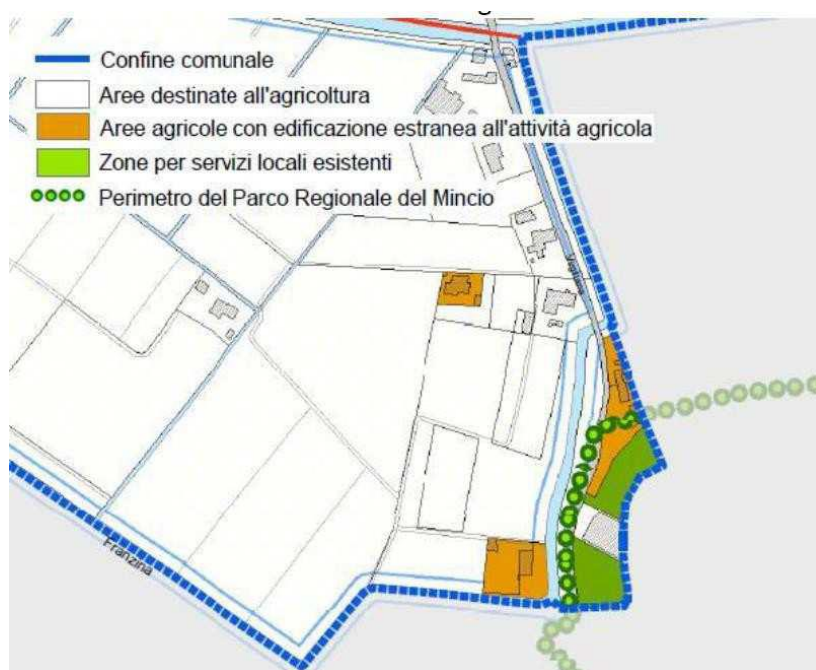 Confine comunale
Aree destinate all'agricoltura
Aree agricole con edificazione estranea all'attività agricola
Zone per servizi locali esistenti
Perimetro del Parco Regionale del Mincio
Franzina